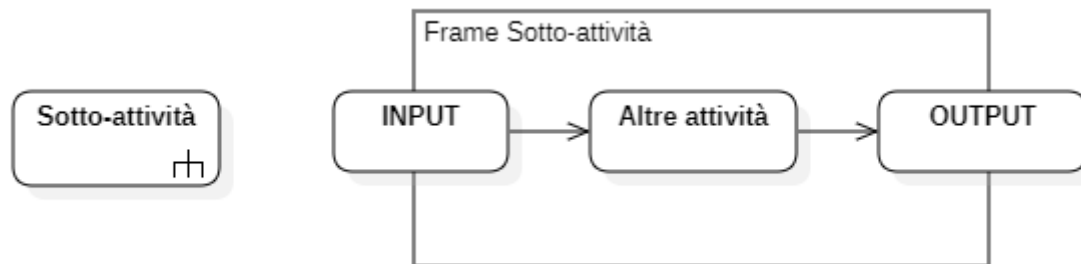 Frame Sotto-attività
Sotto-attività
INPUT
Altre attività
OUTPUT